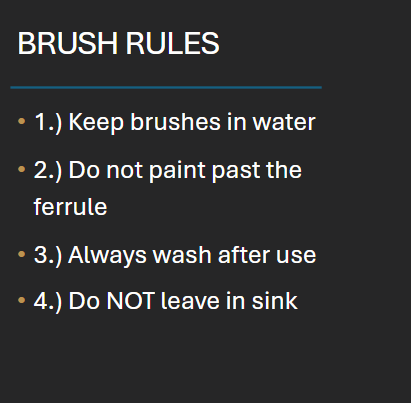 BRUSH RULES
• 1.) Keep brushes in water
• 2.) Do not paint past the
ferrule
• 3.) Always wash after use
• 4.) Do NOT leave in sink